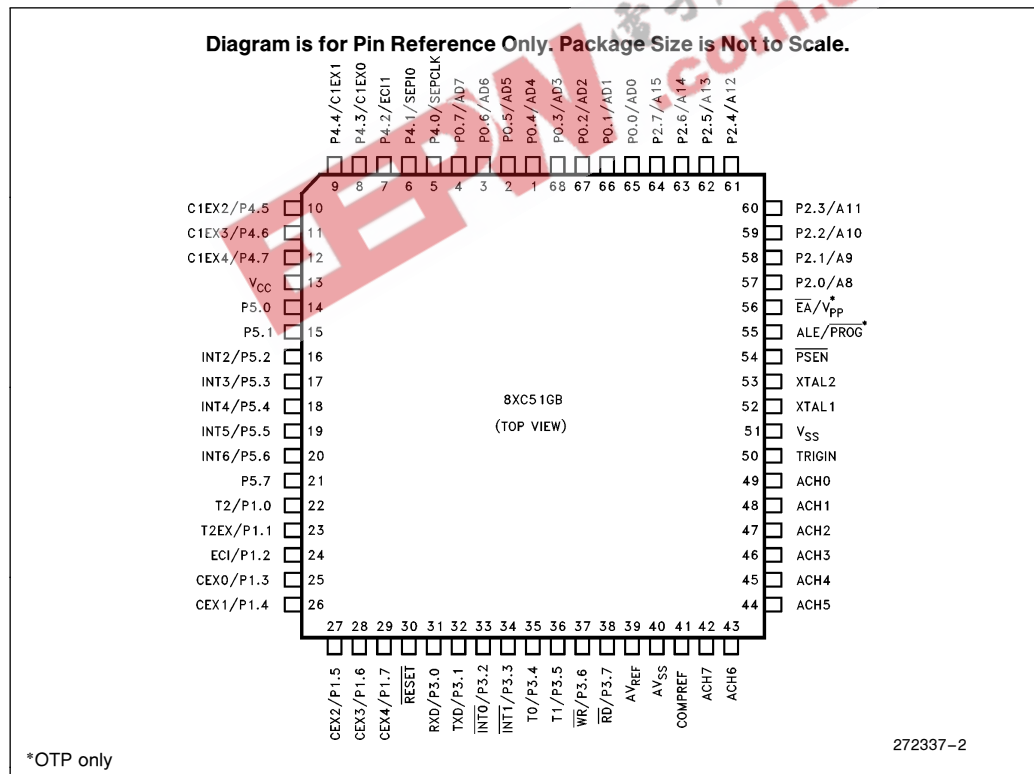 Diagram is for Pin Reference Only. Package Size is Not to Scale.
P4.4/C1EX1
P4.3/C1EX0
P4.2/ECI1
P4.1/SEPIO
P4.0/SEPCLK
P0.7/AD7
P0.6/AD6
P0.5/AD5
P0.4/AD4
P0.3/AD3
P0.2/AD2
P0.1/AD1
P0.0/AD0
P2.7/A15
P2.6/A14
P2.5/A13
P2.4/A12
9 8 7 6 5 4 3 2 1 68 67 66 65 64 63 62 61
C1EX2/P4.5 10
C1EX3/P4.6 11
C1EX4/P4.7 12
VCC 13
P5.0 14
P5.1 15
INT2/P5.2 16
INT3/P5.3 17
INT4/P5.4 18
INT5/P5.5 19
INT6/P5.6 20
P5.7 21
T2/P1.0 22
T2EX/P1.1 23
ECI/P1.2 24
CEX0/P1.3 25
CEX1/P1.4 26
8XC51GB
(TOP VIEW)
60 P2.3/A11
59 P2.2/A10
58 P2.1/A9
57 P2.0/A8
56 EA/VPP*
55 ALE/PROG*
54 PSEN
53 XTAL2
52 XTAL1
51 VSS
50 TRIGIN
49 ACH0
48 ACH1
47 ACH2
46 ACH3
45 ACH4
44 ACH5
27 28 29 30 31 32 33 34 35 36 37 38 39 40 41 42 43
CEX2/P1.5
CEX3/P1.6
CEX4/P1.7
RESET
RXD/P3.0
TXD/P3.1
INT0/P3.2
INT1/P3.3
T0/P3.4
T1/P3.5
WR/P3.6
RD/P3.7
AVREF
AVSS
COMPREF
ACH7
ACH6
*OTP only
272337–2
EEPW
.com.